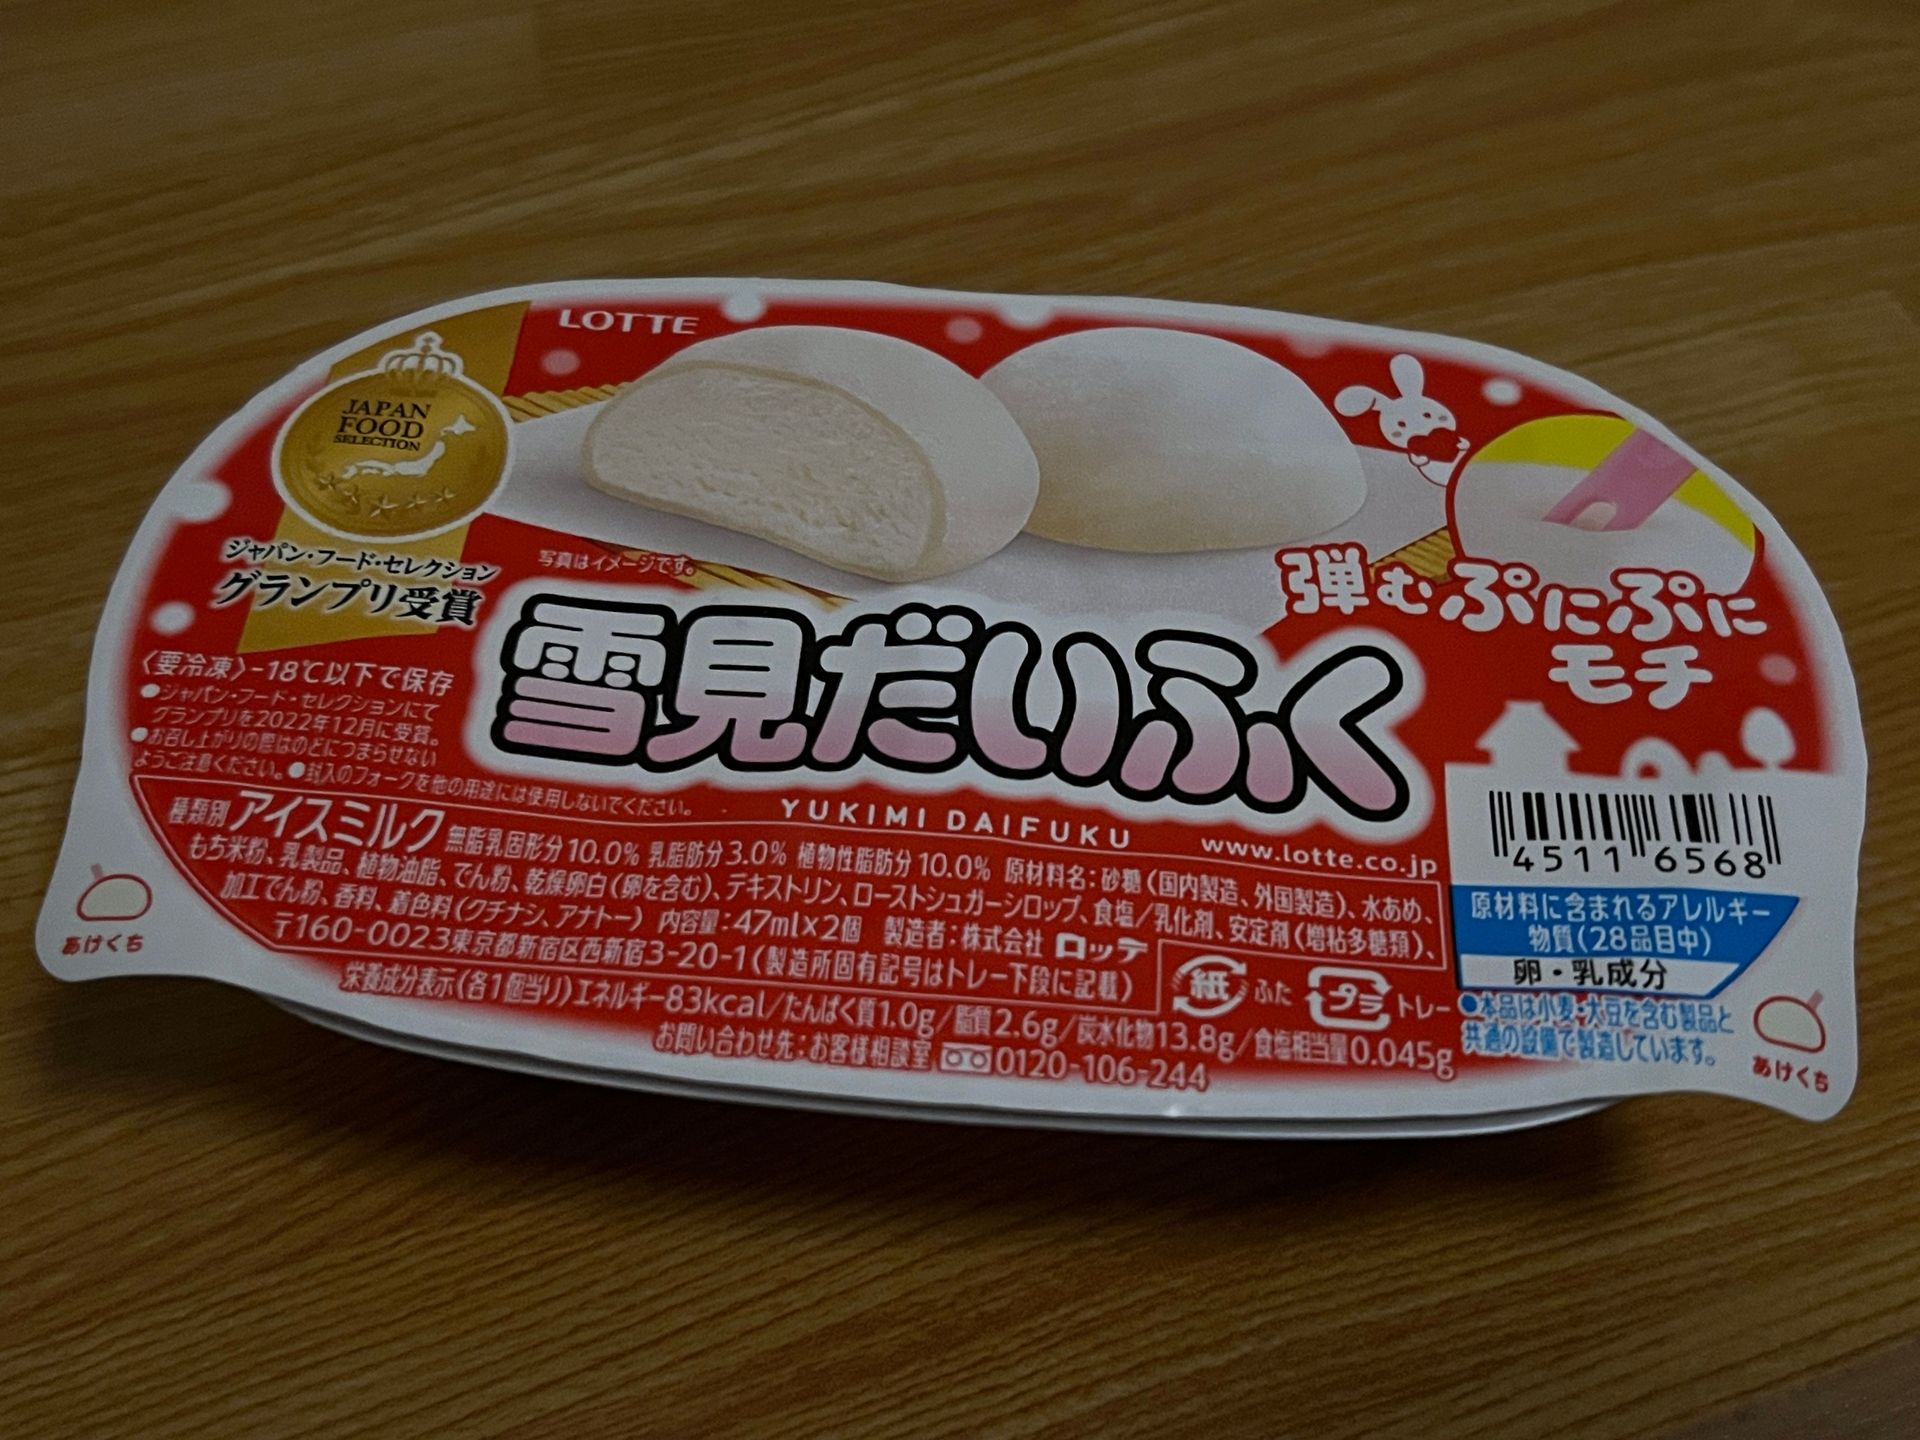 LOTTE
JAPAN
FOOD
SELECTION
ジャパン・フード・セレクション
グランプリ受賞
写真はイメージです。
弾むぷにぷに
モチ
雪見だいふく
YUKIMI DAIFUKU
〈要冷凍〉-18℃以下で保存
●ジャパン・フード・セレクションにて
グランプリを2022年12月に受賞。
●お召し上がりの際はのどにつまらせない
ようご注意ください。●封入のフォークを他の用途には使用しないでください。
www.lotte.co.jp
種類別 アイスミルク 無脂乳固形分10.0% 乳脂肪分3.0% 植物性脂肪分10.0% 原材料名:砂糖(国内製造、外国製造)、水あめ、
もち米粉、乳製品、植物油脂、でん粉、乾燥卵白(卵を含む)、デキストリン、ローストシュガーシロップ、食塩/乳化剤、安定剤(増粘多糖類)、
加工でん粉、香料、着色料(クチナシ、アナトー) 内容量:47ml×2個 製造者:株式会社 ロッテ
〒160-0023東京都新宿区西新宿3-20-1(製造所固有記号はトレー下段に記載)
紙 ふた プラ トレー
栄養成分表示(各1個当り)エネルギー83kcal/たんぱく質1.0g/脂質2.6g/炭水化物13.8g/食塩相当量0.045g
お問い合わせ先:お客様相談室 0120-106-244
4511 6568
原材料に含まれるアレルギー
物質(28品目中)
卵・乳成分
●本品は小麦・大豆を含む製品と
共通の設備で製造しています。
あけくち
あけくち